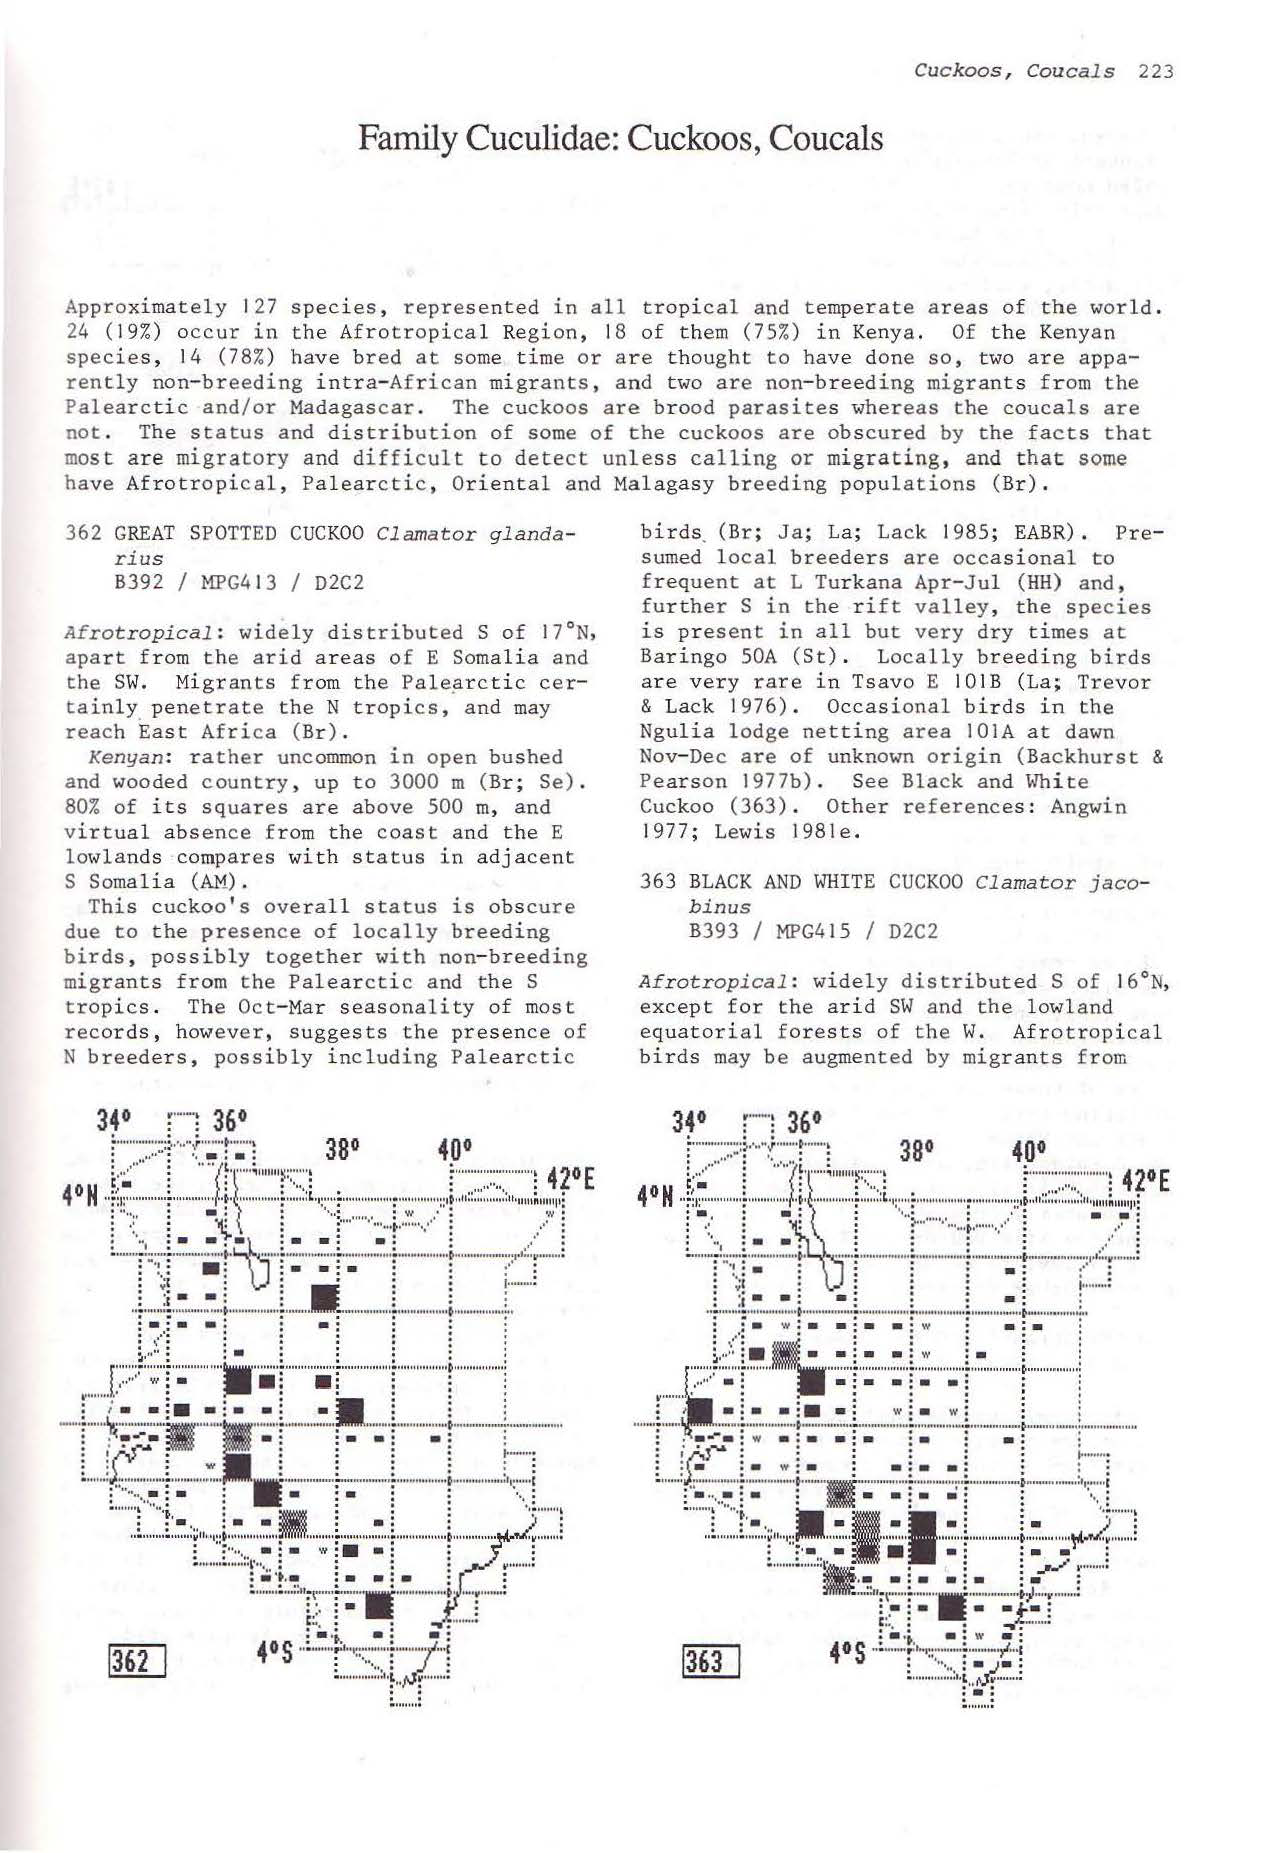 Cuckoos, Coucals 223
Family Cuculidae: Cuckoos, Coucals
Approximately 127 species, represented in all tropical and temperate areas of the world.
24 (19%) occur in the Afrotropical Region, 18 of them (75%) in Kenya. Of the Kenyan
species, 14 (78%) have bred at some time or are thought to have done so, two are appa-
rently non-breeding intra-African migrants, and two are non-breeding migrants from the
Palearctic and/or Madagascar. The cuckoos are brood parasites whereas the coucals are
not. The status and distribution of some of the cuckoos are obscured by the facts that
most are migratory and difficult to detect unless calling or migrating, and that some
have Afrotropical, Palearctic, Oriental and Malagasy breeding populations (Br).
362 GREAT SPOTTED CUCKOO Clamator glanda-
rius
B392 / MPG413 / D2C2
Afrotropical: widely distributed S of 17°N,
apart from the arid areas of E Somalia and
the SW. Migrants from the Palearctic cer-
tainly penetrate the N tropics, and may
reach East Africa (Br).
Kenyan: rather uncommon in open bushed
and wooded country, up to 3000 m (Br; Se).
80% of its squares are above 500 m, and
virtual absence from the coast and the E
lowlands compares with status in adjacent
S Somalia (AM).
This cuckoo's overall status is obscure
due to the presence of locally breeding
birds, possibly together with non-breeding
migrants from the Palearctic and the S
tropics. The Oct-Mar seasonality of most
records, however, suggests the presence of
N breeders, possibly including Palearctic
birds (Br; Ja; La; Lack 1985; EABR). Pre-
sumed local breeders are occasional to
frequent at L Turkana Apr-Jul (HH) and,
further S in the rift valley, the species
is present in all but very dry times at
Baringo 50A (St). Locally breeding birds
are very rare in Tsavo E 101B (La; Trevor
& Lack 1976). Occasional birds in the
Ngulia lodge netting area 101A at dawn
Nov-Dec are of unknown origin (Backhurst &
Pearson 1977b). See Black and White
Cuckoo (363). Other references: Angwin
1977; Lewis 1981e.
363 BLACK AND WHITE CUCKOO Clamator jaco-
binus
B393 / MPG415 / D2C2
Afrotropical: widely distributed S of 16°N,
except for the arid SW and the lowland
equatorial forests of the W. Afrotropical
birds may be augmented by migrants from
34° 36°
38° 40°
42°E
4°N
4°S
362
34° 36°
38° 40°
42°E
4°N
4°S
363